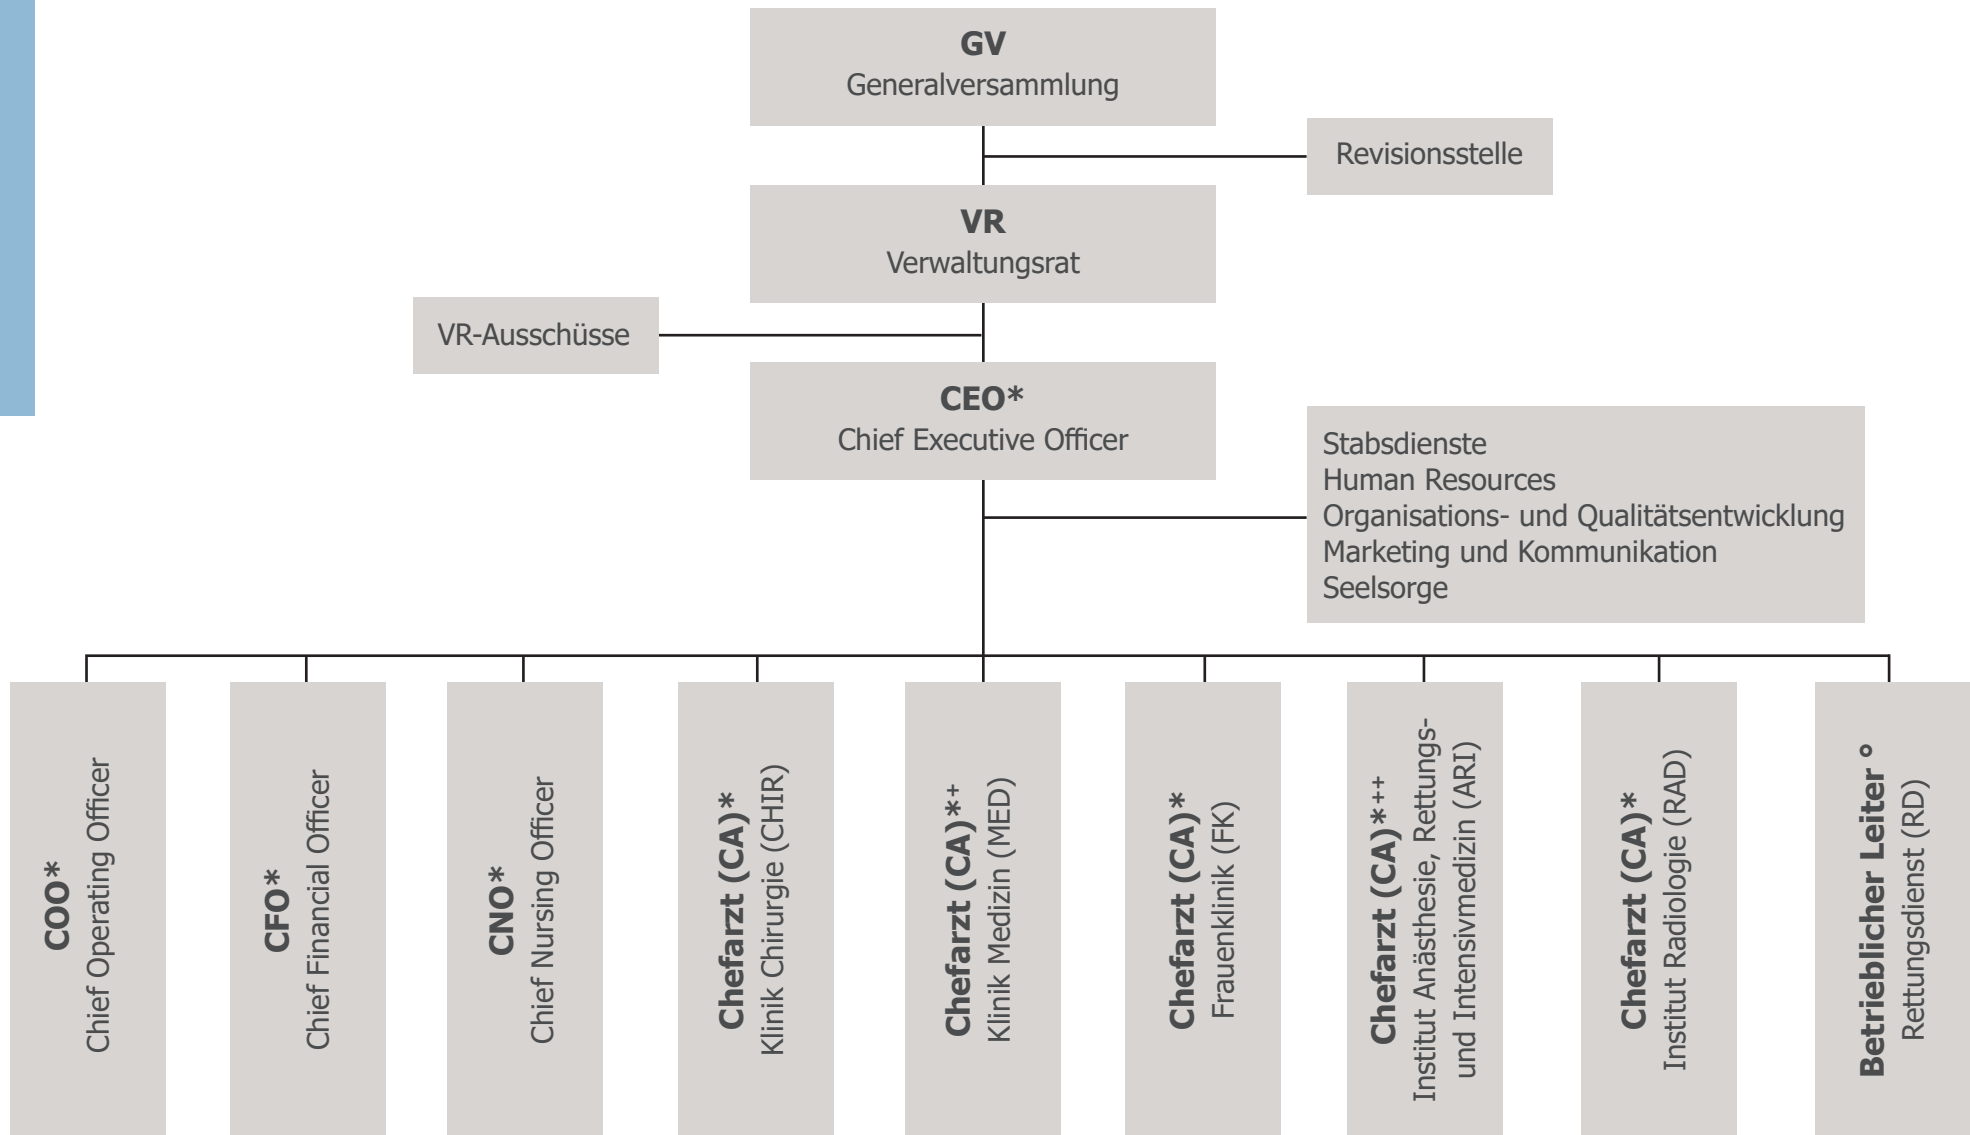 GV
Generalversammlung
Revisionsstelle
VR
Verwaltungsrat
VR-Ausschüsse
CEO*
Chief Executive Officer
Stabsdienste
Human Resources
Organisations- und Qualitätsentwicklung
Marketing und Kommunikation
Seelsorge
COO*
Chief Operating Officer
CFO*
Chief Financial Officer
CNO*
Chief Nursing Officer
Chefarzt (CA)*
Klinik Chirurgie (CHIR)
Chefarzt (CA)*⁺
Klinik Medizin (MED)
Chefarzt (CA)*
Frauenklinik (FK)
Chefarzt (CA)*⁺⁺
Institut Anästhesie, Rettungs-
und Intensivmedizin (ARI)
Chefarzt (CA)*
Institut Radiologie (RAD)
Betrieblicher Leiter °
Rettungsdienst (RD)